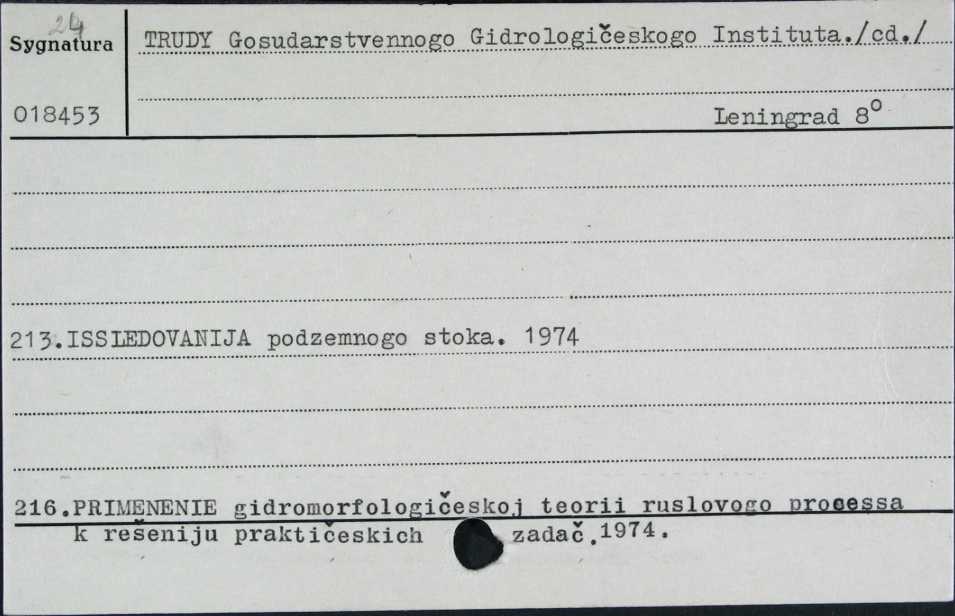 24
Sygnatura
TRUDY Gosudarstvennogo Gidrologičeskogo Instituta./cd./
018453
Leningrad 8°
213.ISSLEDOVANIJA podzemnogo stoka. 1974
216.PRIMENENIE gidromorfologičeskoj teorii ruslovogo processa
k rešeniju praktičeskich zadač.1974.